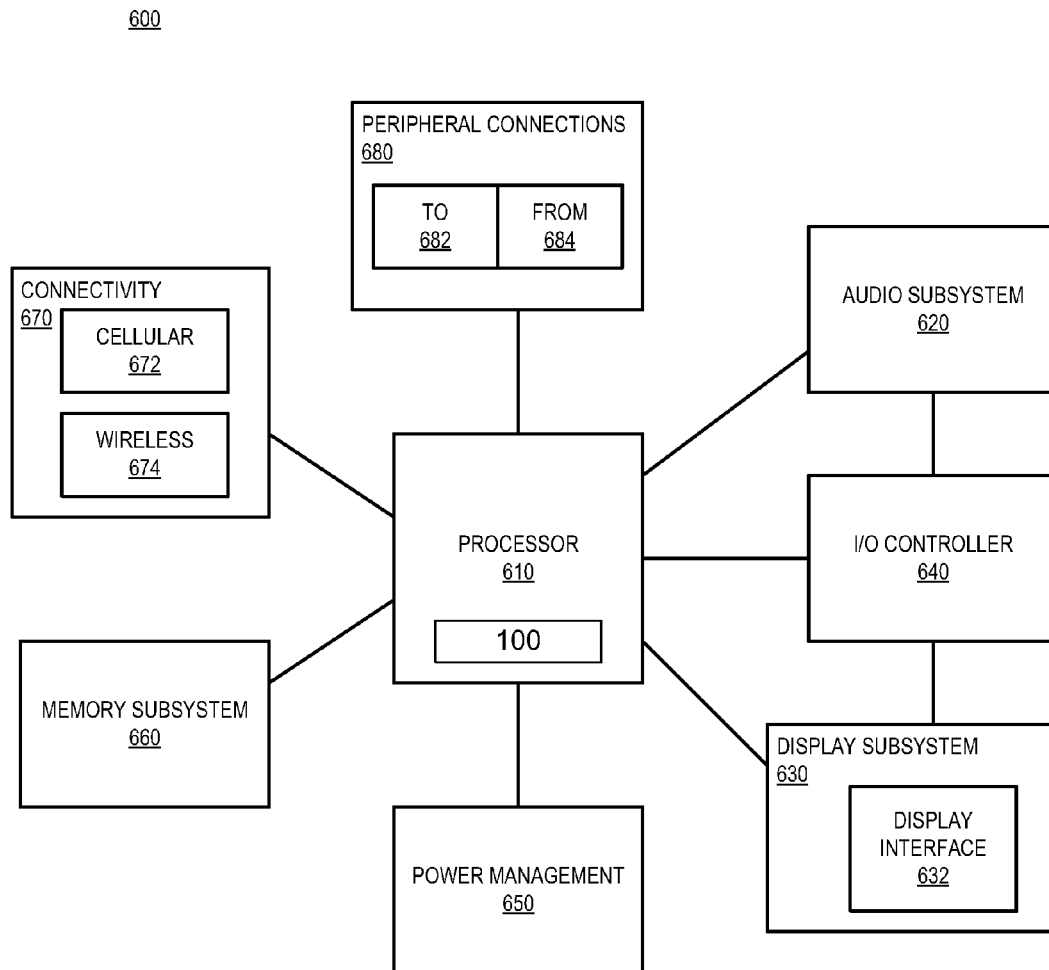 600
PERIPHERAL CONNECTIONS
680
TO
682
FROM
684
CONNECTIVITY
670
CELLULAR
672
WIRELESS
674
AUDIO SUBSYSTEM
620
PROCESSOR
610
100
I/O CONTROLLER
640
MEMORY SUBSYSTEM
660
DISPLAY SUBSYSTEM
630
DISPLAY
INTERFACE
632
POWER MANAGEMENT
650